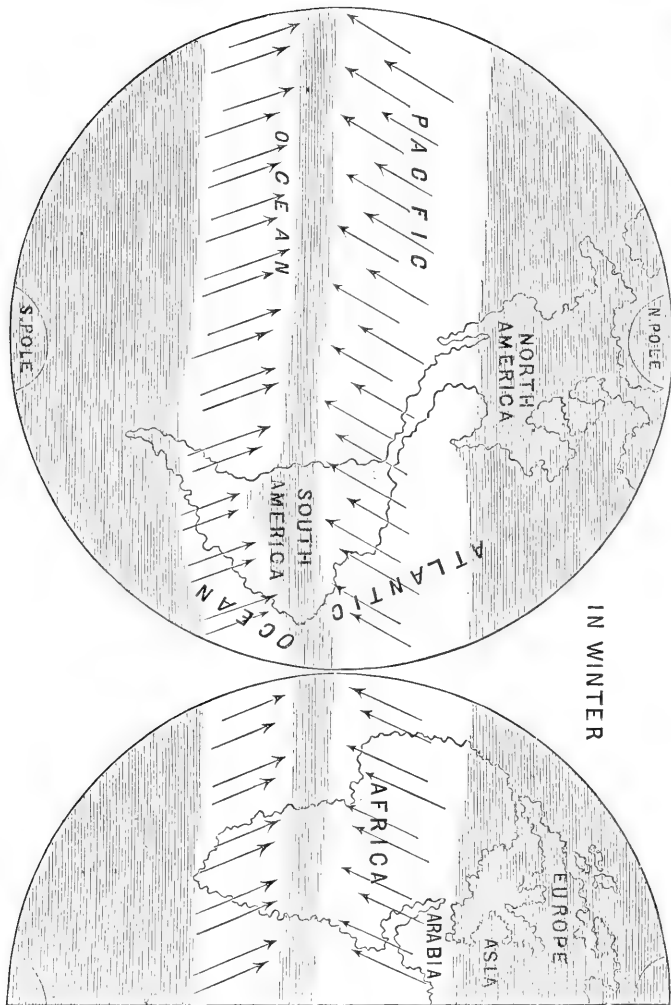 IN WINTER
N. POLE
NORTH
AMERICA
PACIFIC
OCEAN
ATLANTIC
OCEAN
SOUTH
AMERICA
S. POLE
EUROPE
ASIA
ARABIA
AFRICA